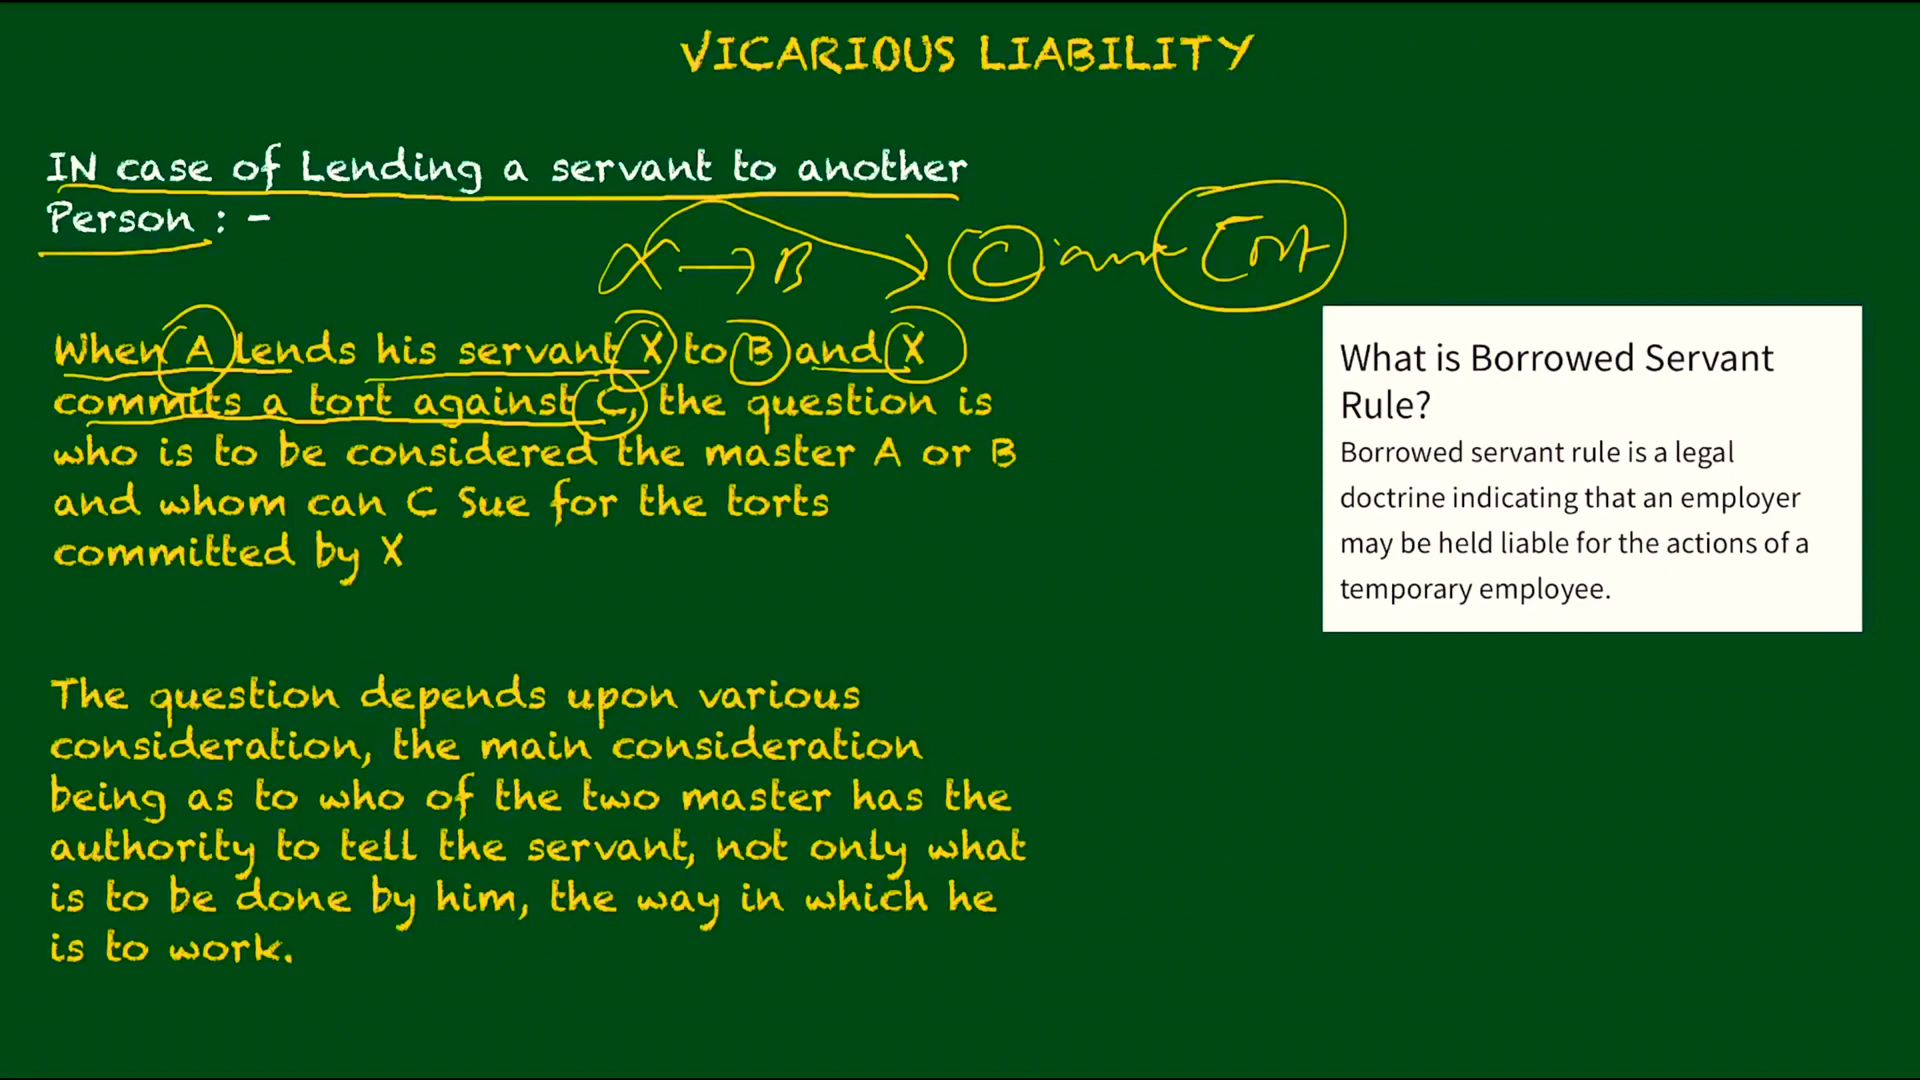 VICARIOUS LIABILITY
IN case of Lending a servant to another
Person : -
X → B C Tort
When A lends his servant X to B and X
commits a tort against C, the question is
who is to be considered the master A or B
and whom can C Sue for the torts
committed by X
The question depends upon various
consideration, the main consideration
being as to who of the two master has the
authority to tell the servant, not only what
is to be done by him, the way in which he
is to work.
What is Borrowed Servant
Rule?
Borrowed servant rule is a legal
doctrine indicating that an employer
may be held liable for the actions of a
temporary employee.